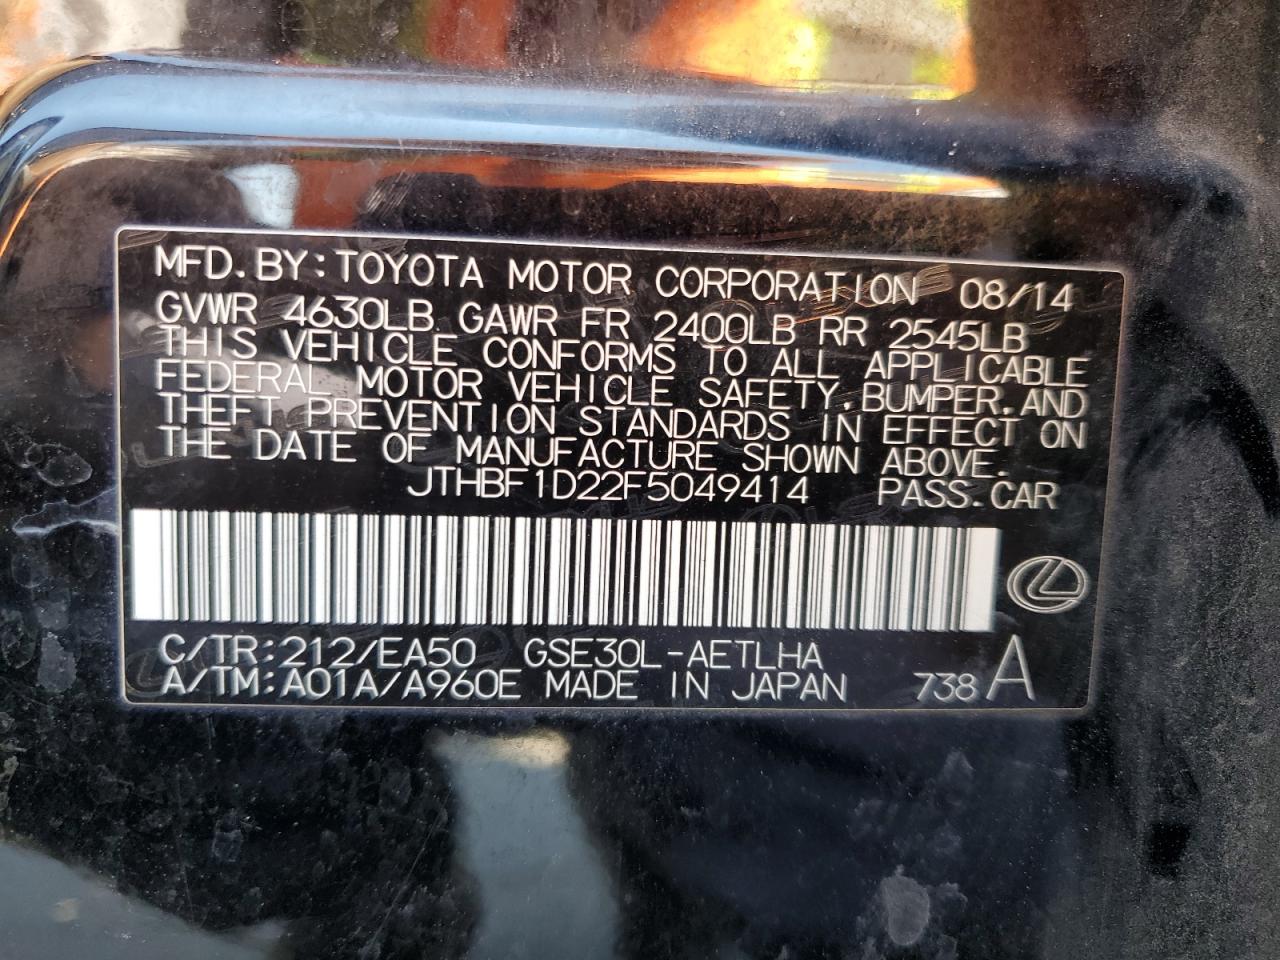 MFD.BY:TOYOTA MOTOR CORPORATION 08/14
GVWR 4630LB GAWR FR 2400LB RR 2545LB
THIS VEHICLE CONFORMS TO ALL APPLICABLE
FEDERAL MOTOR VEHICLE SAFETY,BUMPER,AND
THEFT PREVENTION STANDARDS IN EFFECT ON
THE DATE OF MANUFACTURE SHOWN ABOVE.
JTHBF1D22F5049414 PASS.CAR
C/TR:212/EA50 GSE30L-AETLHA
A/TM:A01A/A960E MADE IN JAPAN 738 A